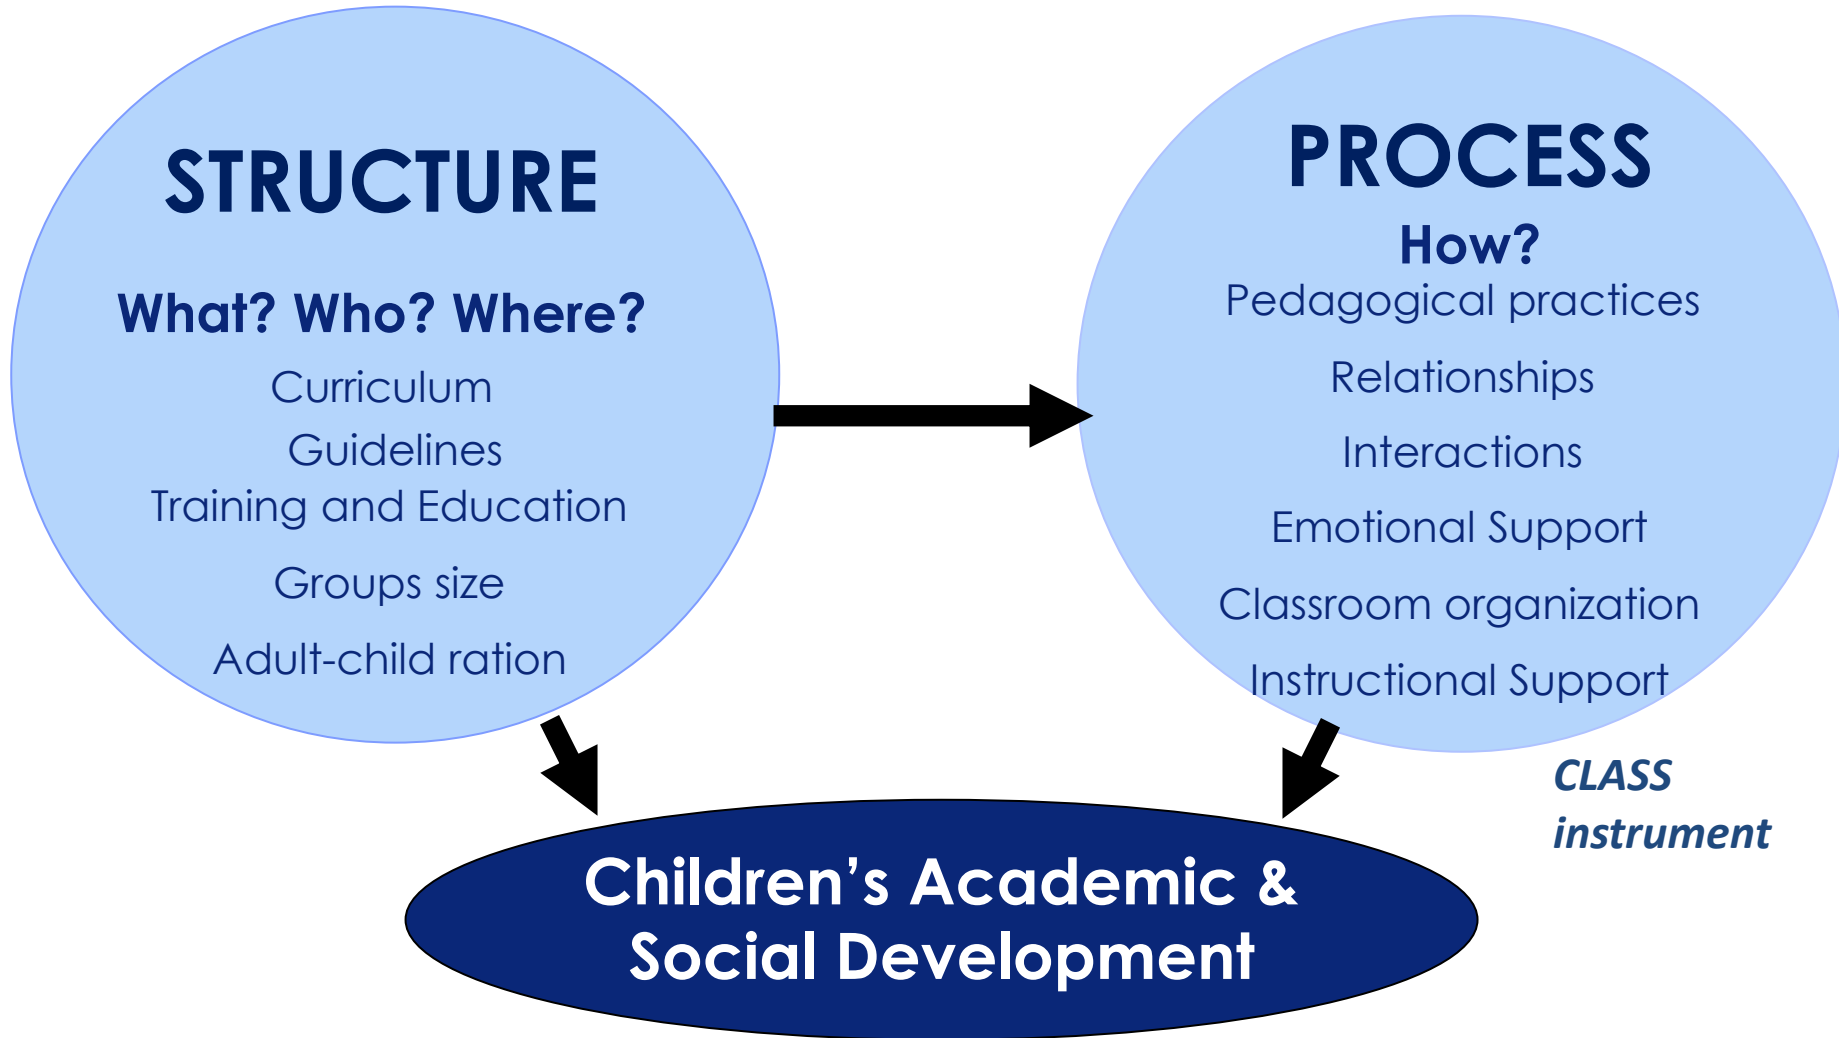 STRUCTURE
What? Who? Where?
Curriculum
Guidelines
Training and Education
Groups size
Adult-child ration
PROCESS
How?
Pedagogical practices
Relationships
Interactions
Emotional Support
Classroom organization
Instructional Support
CLASS
instrument
Children’s Academic &
Social Development